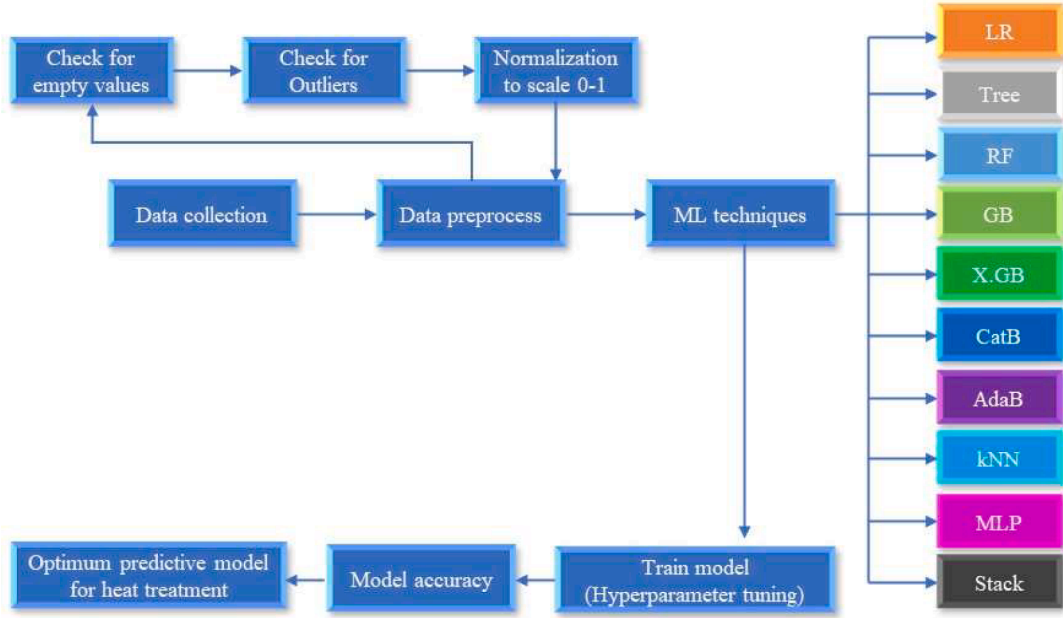 Check for
empty values
Check for
Outliers
Normalization
to scale 0-1
Data collection
Data preprocess
ML techniques
LR
Tree
RF
GB
X.GB
CatB
AdaB
kNN
MLP
Stack
Optimum predictive model
for heat treatment
Model accuracy
Train model
(Hyperparameter tuning)